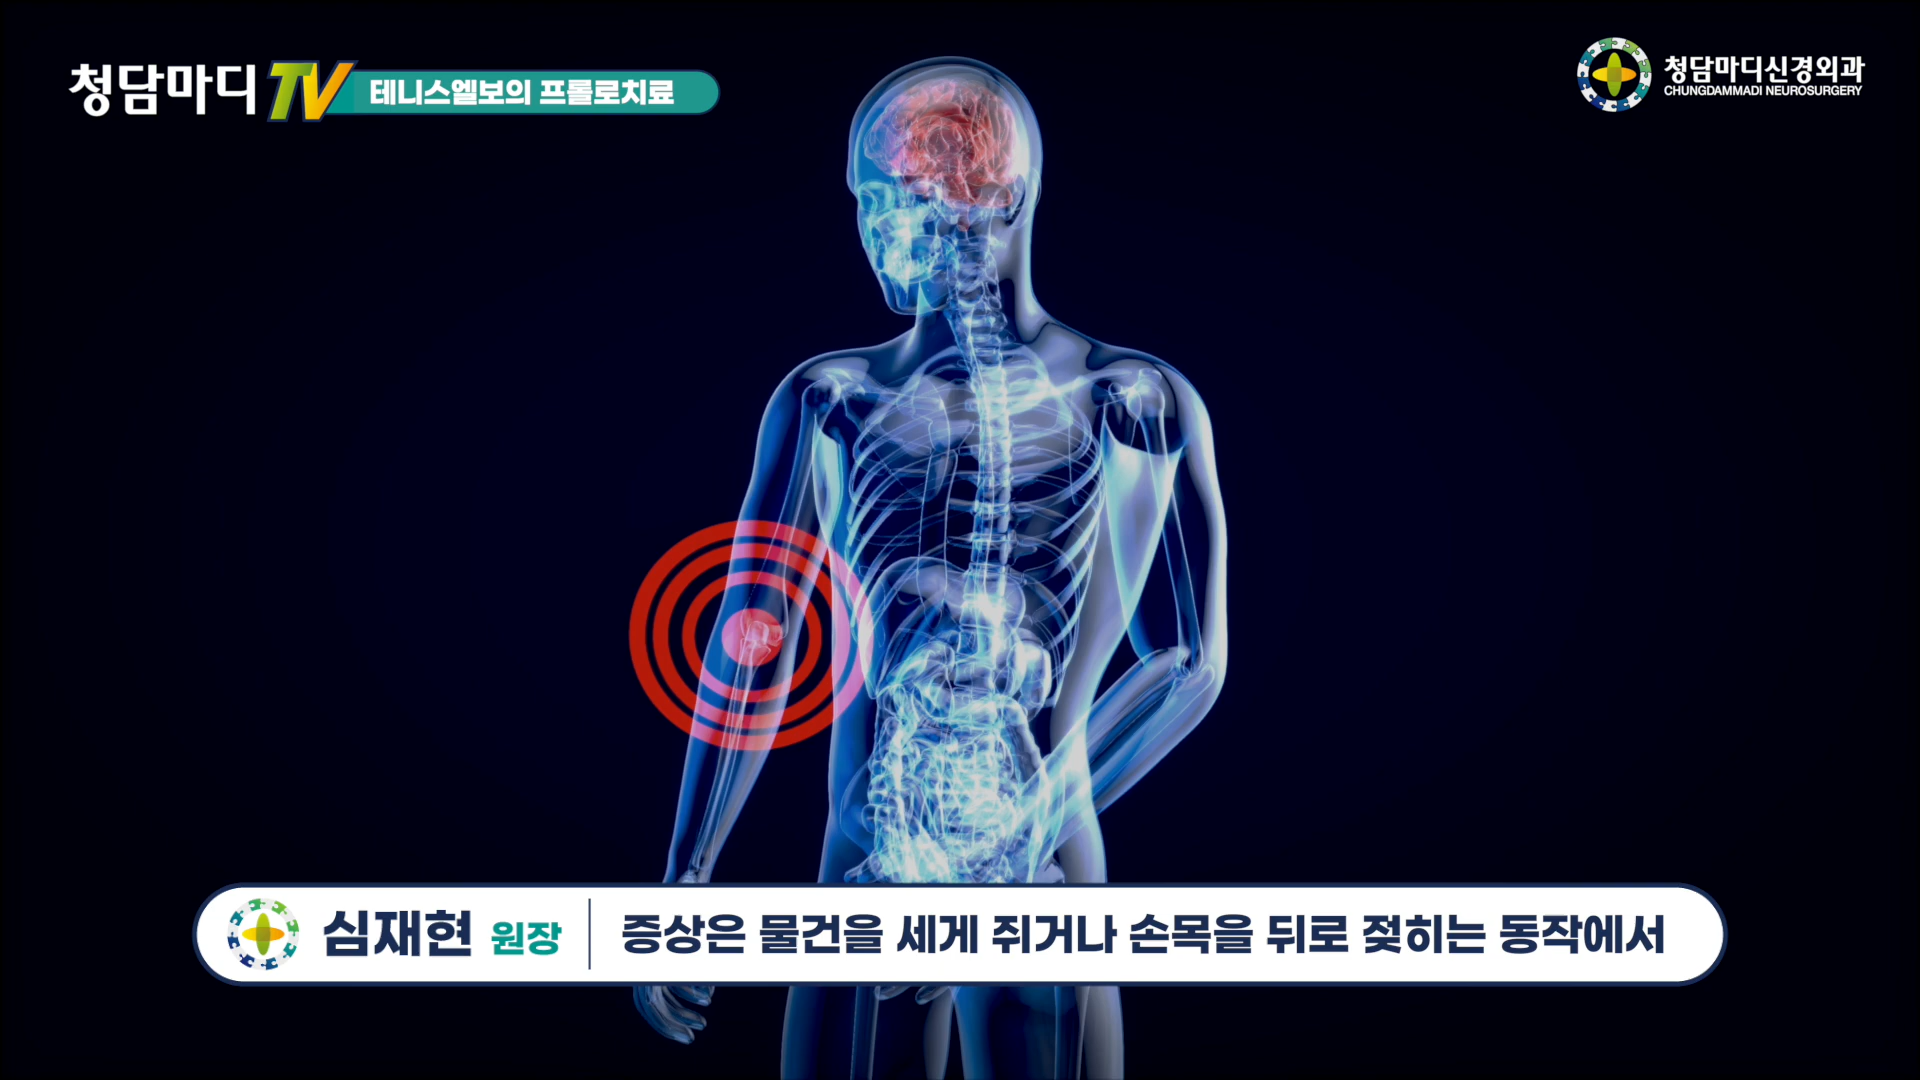 청담마디 TV 테니스엘보의 프롤로치료
청담마디신경외과
CHUNGDAMMADI NEUROSURGERY
심재현 원장 증상은 물건을 세게 쥐거나 손목을 뒤로 젖히는 동작에서